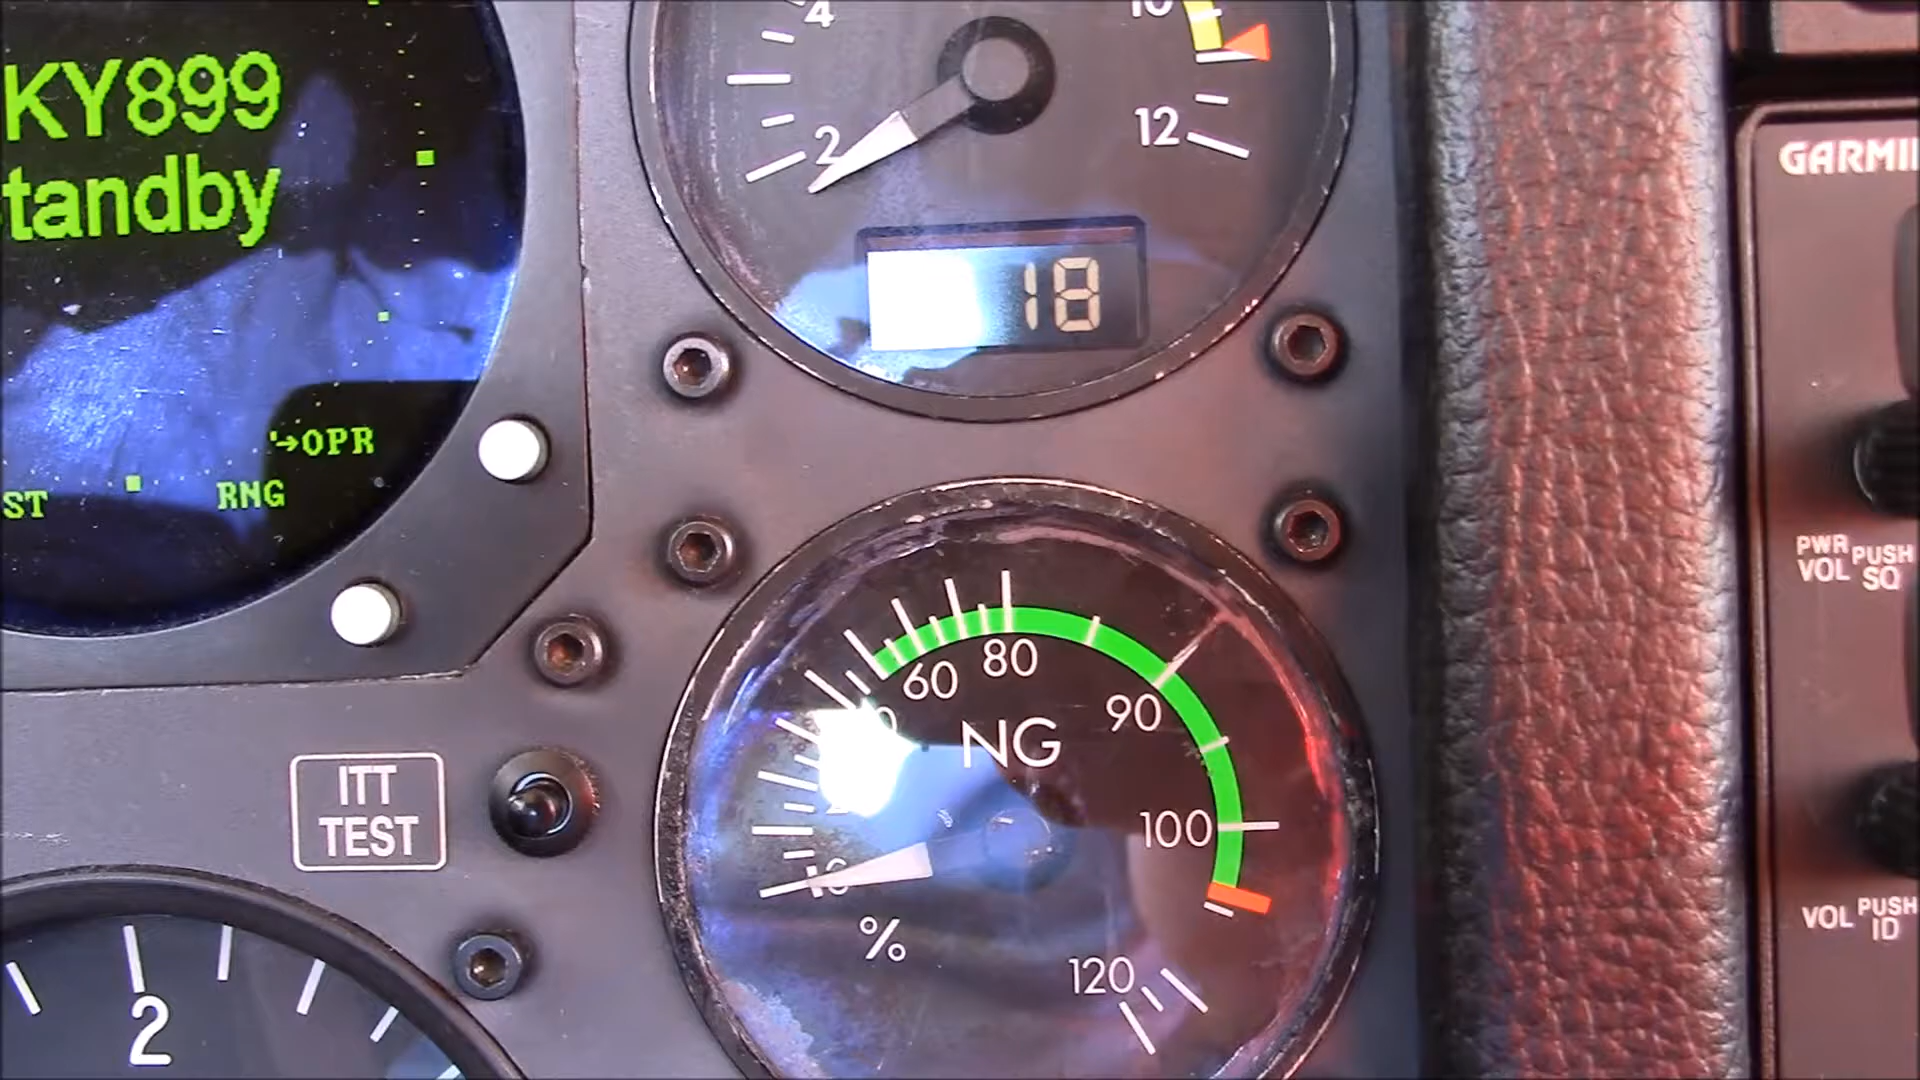 KY899
tandby
OPR
ST
RNG
4
2
10
12
18
60
80
90
100
120
NG
%
ITT
TEST
2
GARMI
PWR
VOL
PUSH
SQ
VOL
PUSH
ID